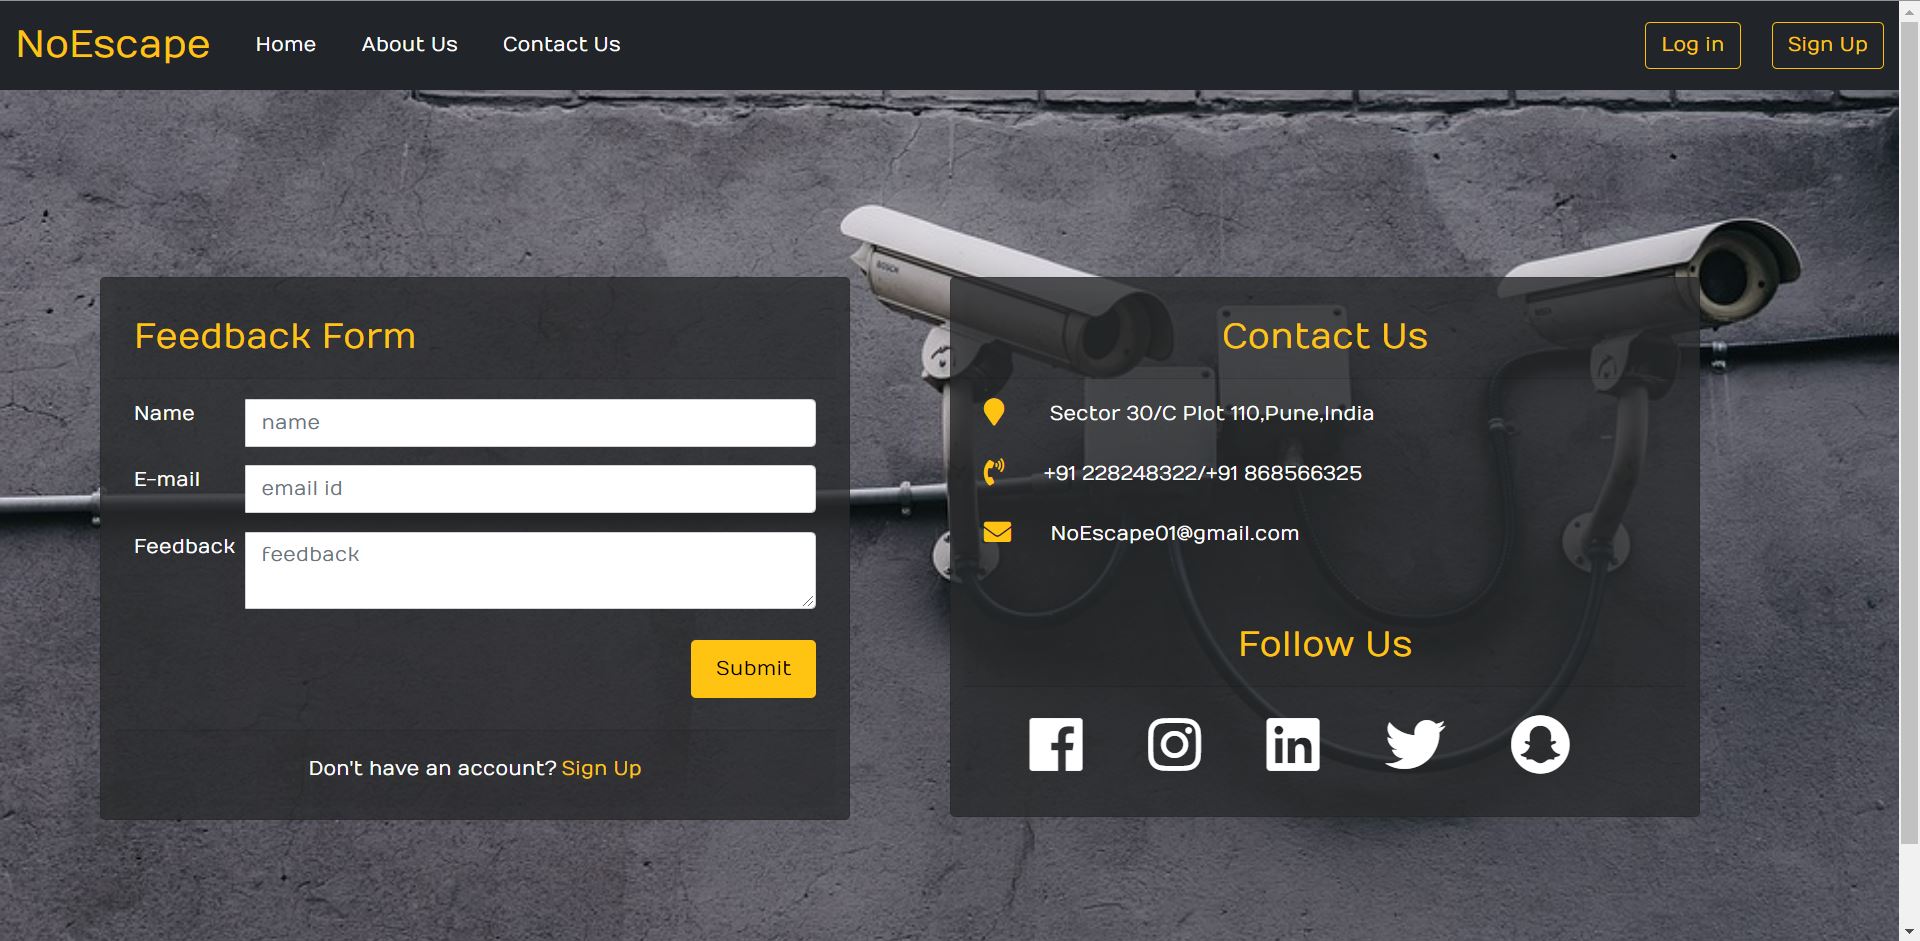 NoEscape Home About Us Contact Us Log in Sign Up
BOSCH
Feedback Form
Name name
E-mail email id
Feedback feedback
Submit
Don't have an account? Sign Up
Contact Us
Sector 30/C Plot 110,Pune,India
+91 228248322/+91 868566325
NoEscape01@gmail.com
Follow Us